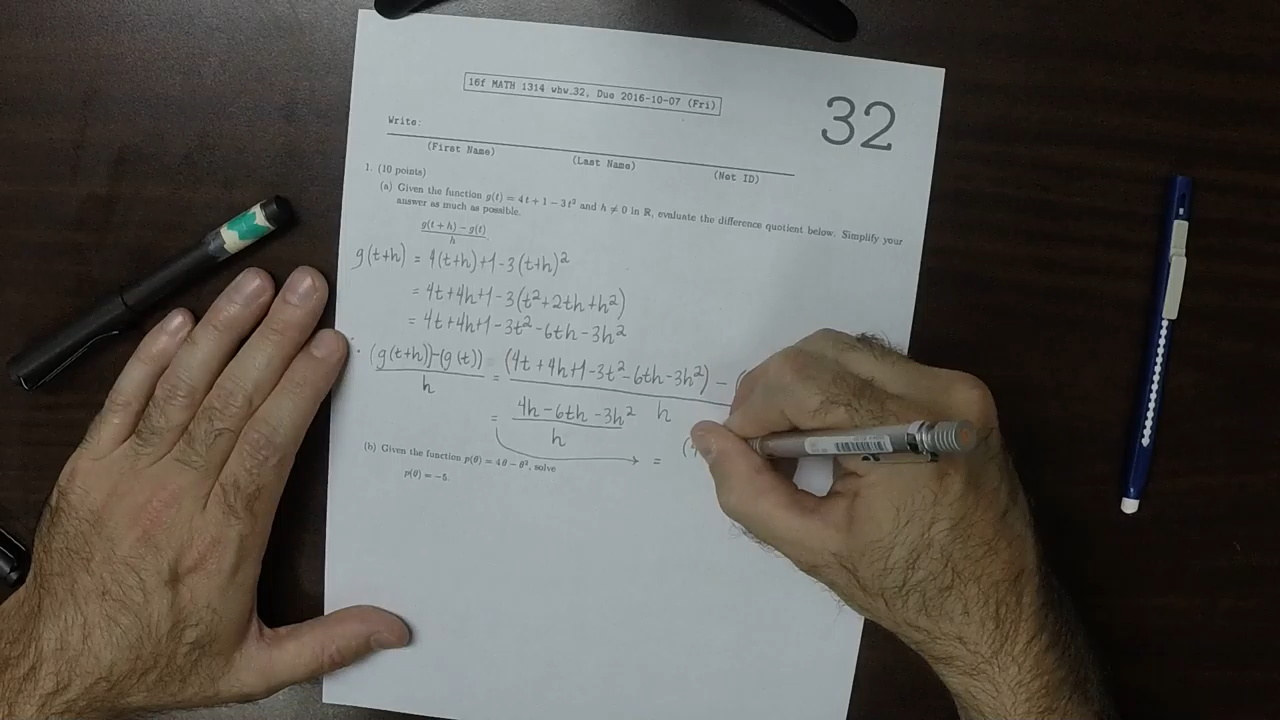 16f MATH 1314 whw_32, Due 2016-10-07 (Fri)
32
Write:
(First Name) (Last Name) (Not ID)
1. (10 points)
(a) Given the function g(t) = 4t + 1 − 3t² and h ≠ 0 in ℝ, evaluate the difference quotient below. Simplify your
answer as much as possible.
g(t + h) − g(t)
h
g(t+h) = 4(t+h)+1-3(t+h)²
= 4t+4h+1-3(t²+2th+h²)
= 4t+4h+1-3t²-6th-3h²
(g(t+h))-(g(t)) = (4t+4h+1-3t²-6th-3h²) - (
h h
= 4h-6th-3h²
h
(b) Given the function p(θ) = 4θ − θ², solve
= (
p(θ) = −5.